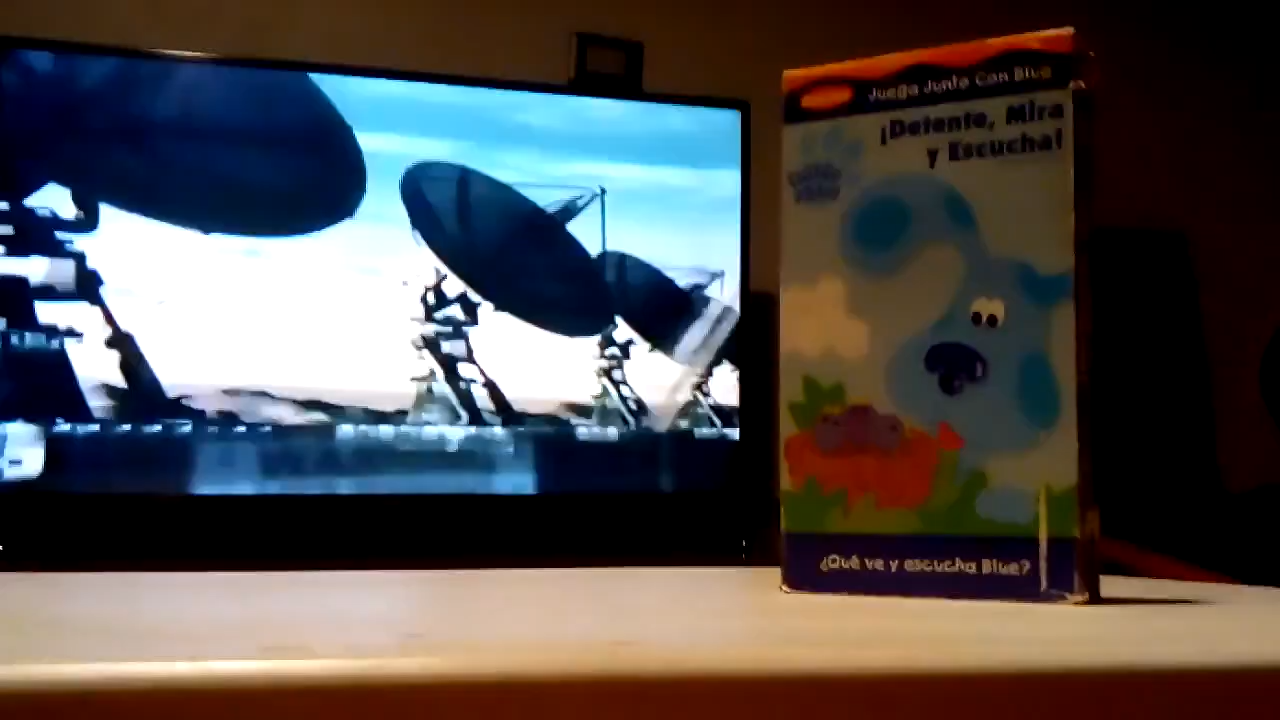 Juega Junto Con Blue
¡Detente, Mira
y Escucha!
¿Qué ve y escucha Blue?